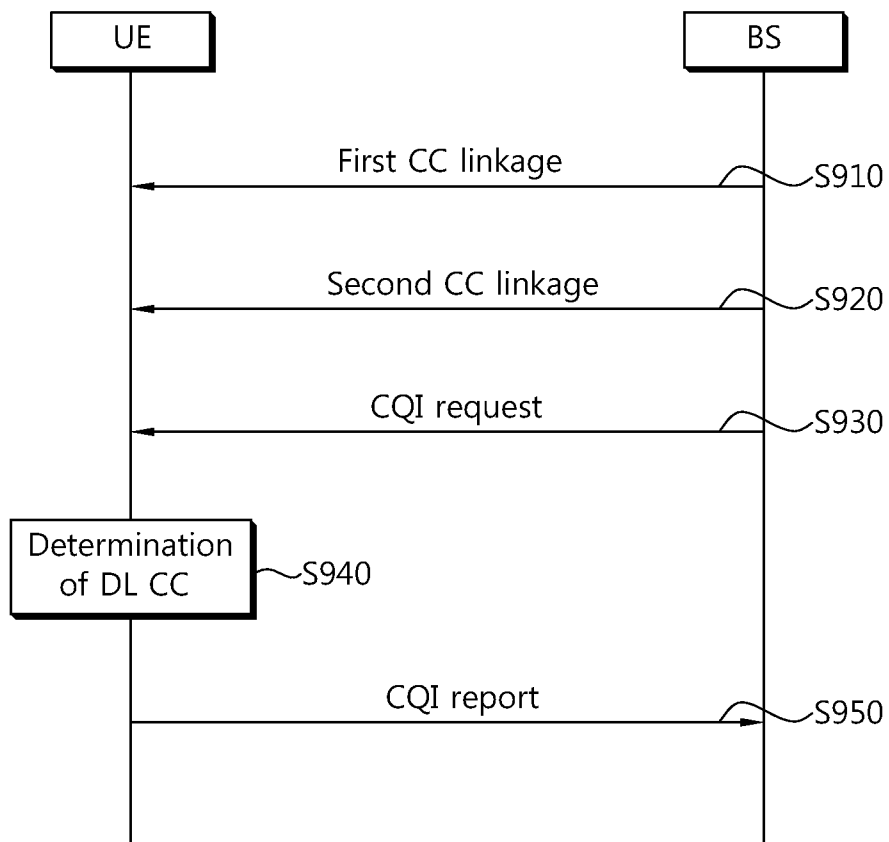 UE
BS
First CC linkage
S910
Second CC linkage
S920
CQI request
S930
Determination
of DL CC
S940
CQI report
S950